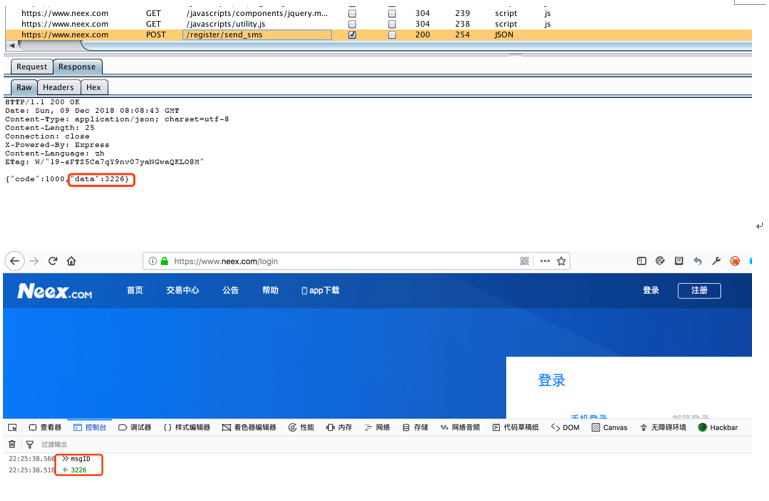 https://www.neex.com GET /javascripts/components/jquery.m... 304 239 script js
https://www.neex.com GET /javascripts/utility.js 304 238 script js
https://www.neex.com POST /register/send_sms 200 254 JSON
Request Response
Raw Headers Hex
HTTP/1.1 200 OK
Date: Sun, 09 Dec 2018 08:08:43 GMT
Content-Type: application/json; charset=utf-8
Content-Length: 25
Connection: close
X-Powered-By: Express
Content-Language: zh
ETag: W/"19-sFTZ5Ca7qY9nv07yaNGwaQKLO8M"
{"code":1000,"data":3226}
https://www.neex.com/login
Neex.COM 首页 交易中心 公告 帮助 app下载 登录 注册
登录
手机登录 邮箱登录
查看器 控制台 调试器 {} 样式编辑器 着色器编辑器 性能 内存 网络 存储 网络音频 代码草稿纸 DOM Canvas 无障碍环境 Hackbar
过滤输出
22:25:38.560 >> msgID
22:25:38.510 ← 3226